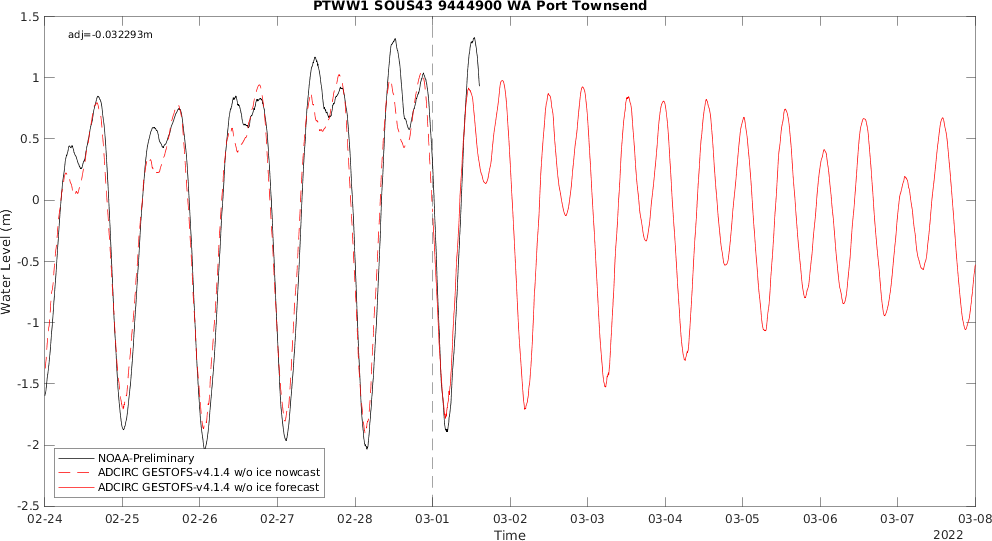 PTWW1 SOUS43 9444900 WA Port Townsend
adj=-0.032293m
1.5
1
0.5
0
-0.5
-1
-1.5
-2
-2.5
Water Level (m)
NOAA-Preliminary
ADCIRC GESTOFS-v4.1.4 w/o ice nowcast
ADCIRC GESTOFS-v4.1.4 w/o ice forecast
02-24 02-25 02-26 02-27 02-28 03-01 03-02 03-03 03-04 03-05 03-06 03-07 03-08
Time
2022